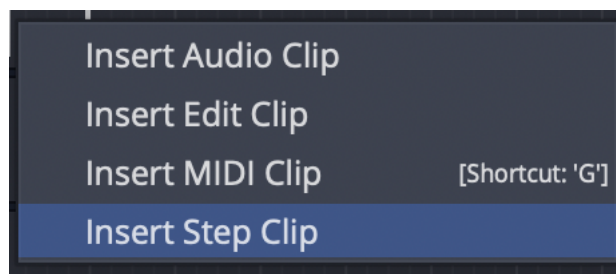 Insert Audio Clip
Insert Edit Clip
Insert MIDI Clip [Shortcut: 'G']
Insert Step Clip